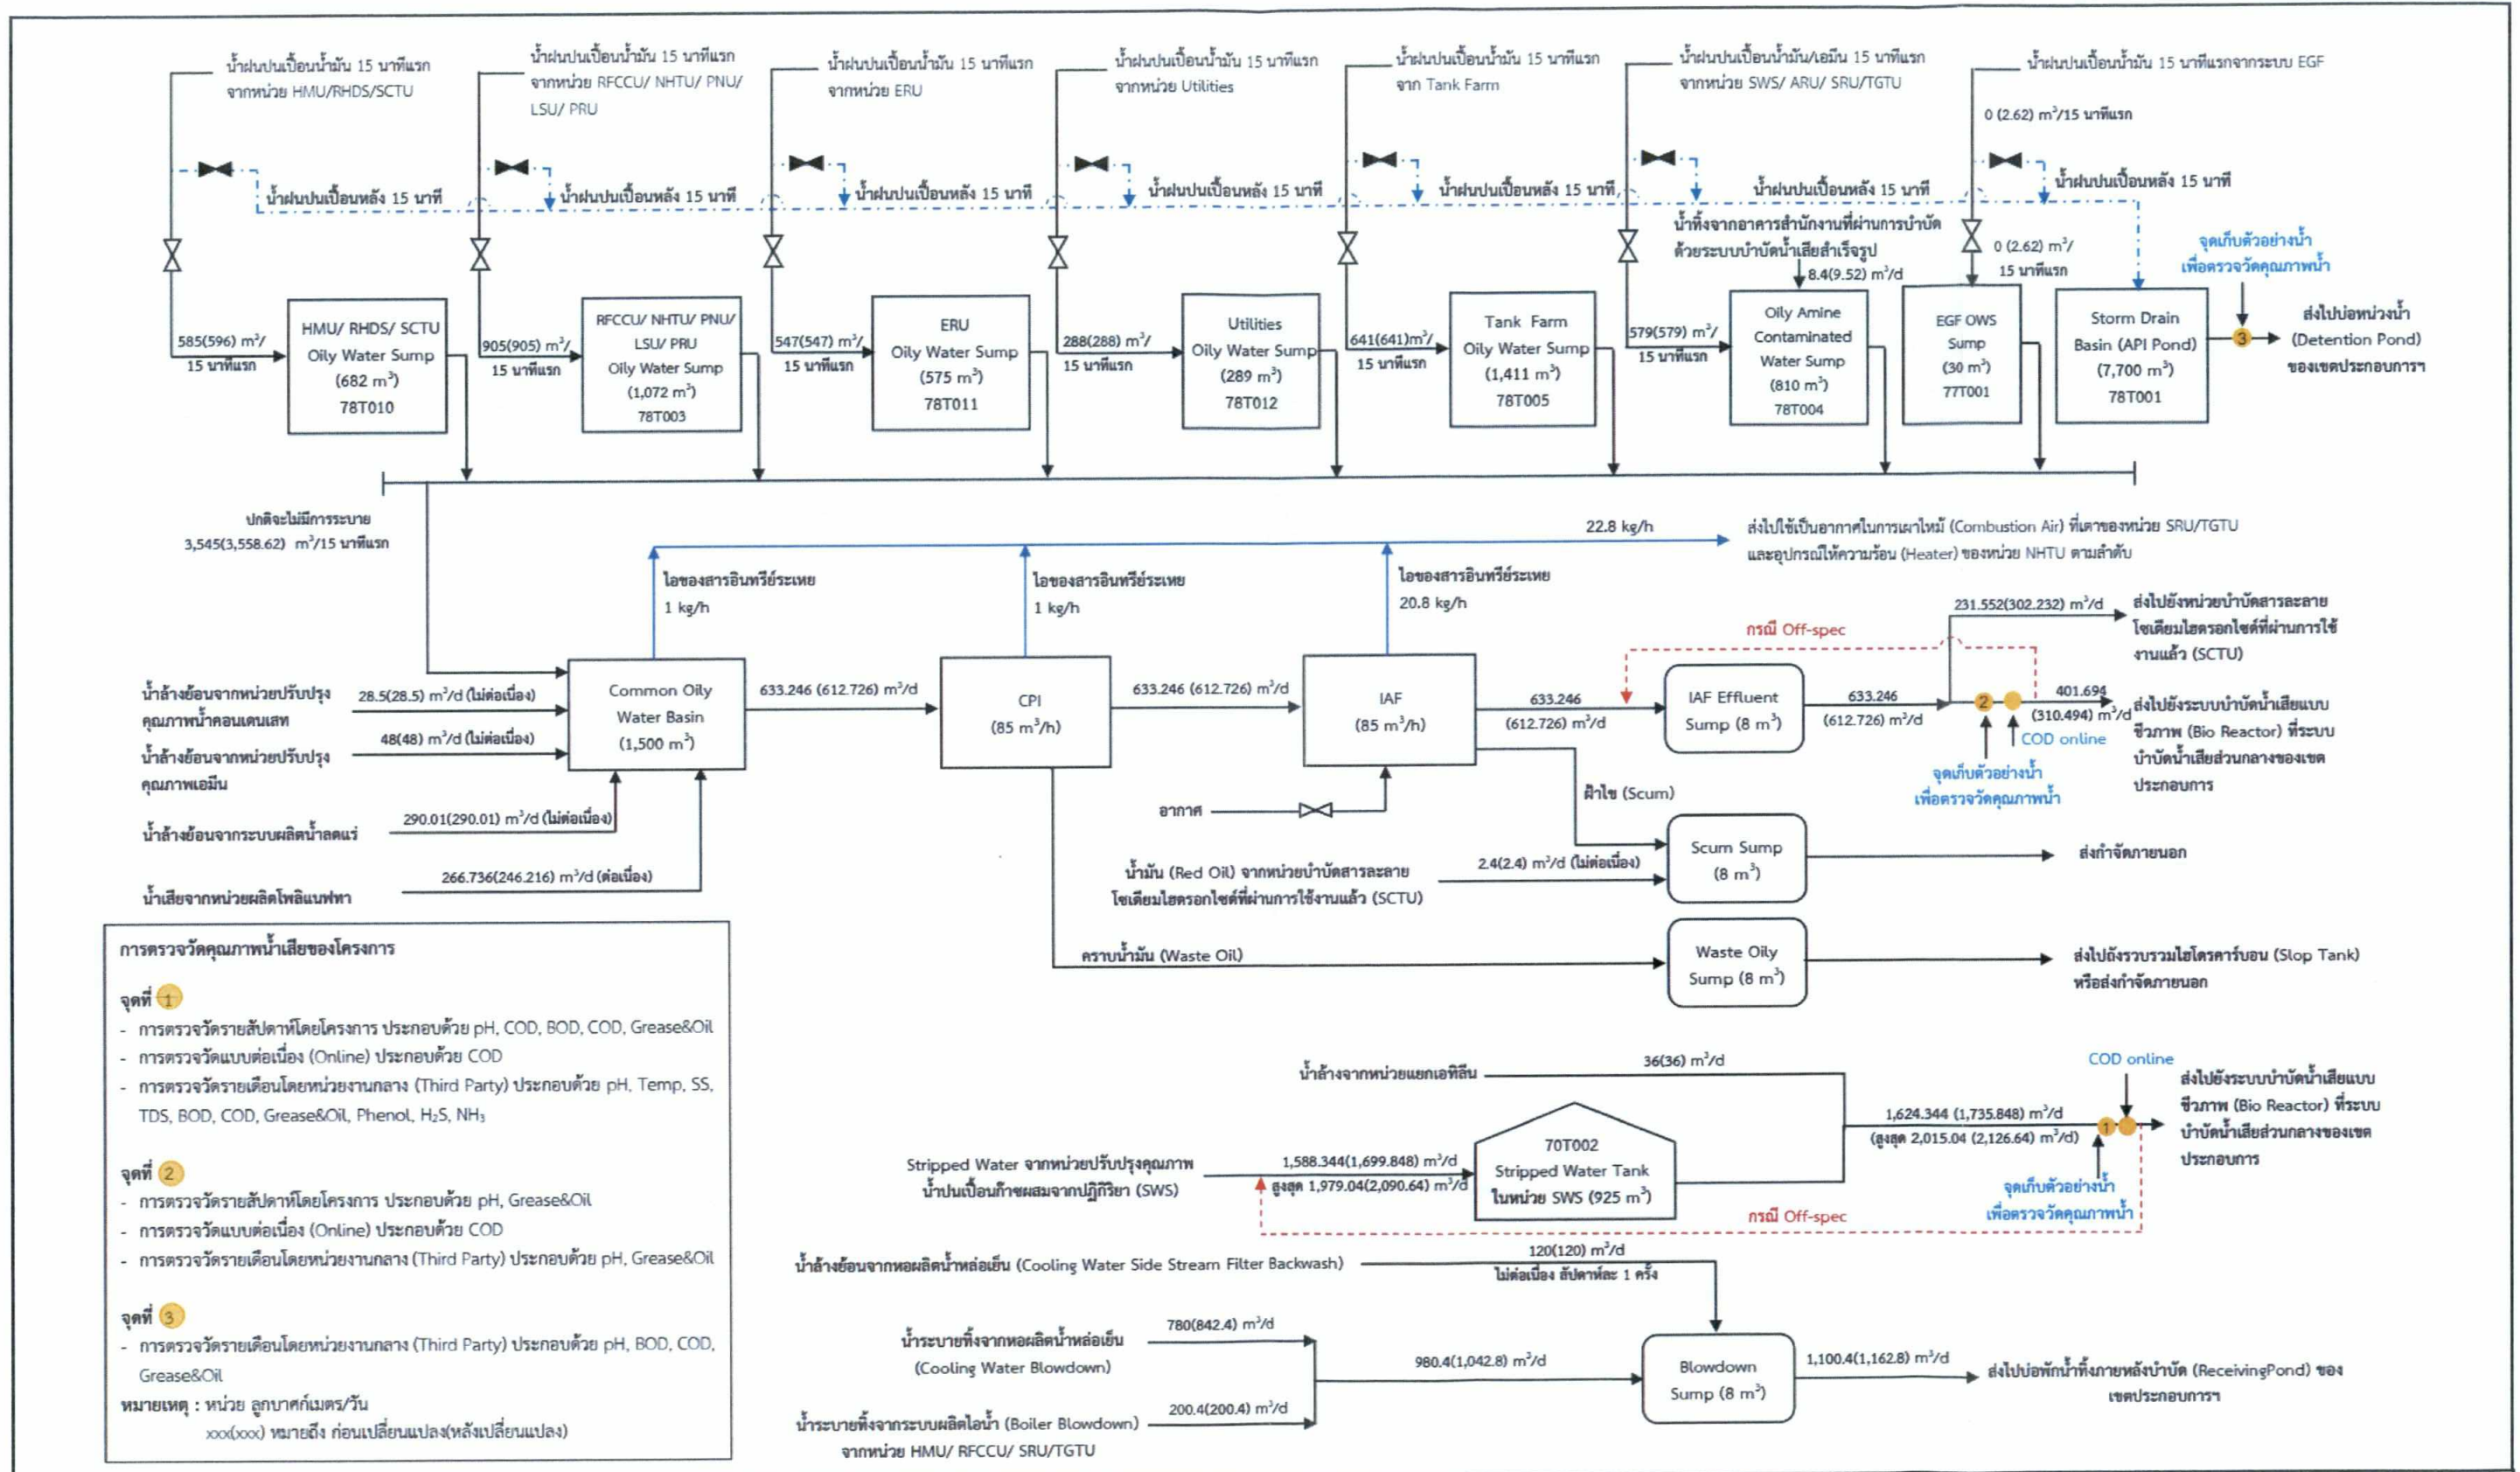 น้ำฝนปนเปื้อนน้ำมัน 15 นาทีแรก
จากหน่วย HMU/RHDS/SCTU
น้ำฝนปนเปื้อนน้ำมัน 15 นาทีแรก
จากหน่วย RFCCU/ NHTU/ PNU/
LSU/ PRU
น้ำฝนปนเปื้อนน้ำมัน 15 นาทีแรก
จากหน่วย ERU
น้ำฝนปนเปื้อนน้ำมัน 15 นาทีแรก
จากหน่วย Utilities
น้ำฝนปนเปื้อนน้ำมัน 15 นาทีแรก
จาก Tank Farm
น้ำฝนปนเปื้อนน้ำมัน/เอมีน 15 นาทีแรก
จากหน่วย SWS/ ARU/ SRU/TGTU
น้ำฝนปนเปื้อนน้ำมัน 15 นาทีแรกจากระบบ EGF
0 (2.62) m³/15 นาทีแรก
น้ำฝนปนเปื้อนหลัง 15 นาที
น้ำฝนปนเปื้อนหลัง 15 นาที
น้ำฝนปนเปื้อนหลัง 15 นาที
น้ำฝนปนเปื้อนหลัง 15 นาที
น้ำฝนปนเปื้อนหลัง 15 นาที
น้ำฝนปนเปื้อนหลัง 15 นาที
น้ำฝนปนเปื้อนหลัง 15 นาที
น้ำทิ้งจากอาคารสำนักงานที่ผ่านการบำบัด
ด้วยระบบบำบัดน้ำเสียสำเร็จรูป
8.4(9.52) m³/d
0 (2.62) m³/
15 นาทีแรก
จุดเก็บตัวอย่างน้ำ
เพื่อตรวจวัดคุณภาพน้ำ
585(596) m³/
15 นาทีแรก
HMU/ RHDS/ SCTU
Oily Water Sump
(682 m³)
78T010
905(905) m³/
15 นาทีแรก
RFCCU/ NHTU/ PNU/
LSU/ PRU
Oily Water Sump
(1,072 m³)
78T003
547(547) m³/
15 นาทีแรก
ERU
Oily Water Sump
(575 m³)
78T011
288(288) m³/
15 นาทีแรก
Utilities
Oily Water Sump
(289 m³)
78T012
641(641)m³/
15 นาทีแรก
Tank Farm
Oily Water Sump
(1,411 m³)
78T005
579(579) m³/
15 นาทีแรก
Oily Amine
Contaminated
Water Sump
(810 m³)
78T004
EGF OWS
Sump
(30 m³)
77T001
Storm Drain
Basin (API Pond)
(7,700 m³)
78T001
3
ส่งไปบ่อหน่วงน้ำ
(Detention Pond)
ของเขตประกอบการฯ
ปกติจะไม่มีการระบาย
3,545(3,558.62) m³/15 นาทีแรก
22.8 kg/h
ส่งไปใช้เป็นอากาศในการเผาไหม้ (Combustion Air) ที่เตาของหน่วย SRU/TGTU
และอุปกรณ์ให้ความร้อน (Heater) ของหน่วย NHTU ตามลำดับ
ไอของสารอินทรีย์ระเหย
1 kg/h
ไอของสารอินทรีย์ระเหย
1 kg/h
ไอของสารอินทรีย์ระเหย
20.8 kg/h
กรณี Off-spec
231.552(302.232) m³/d
ส่งไปยังหน่วยบำบัดสารละลาย
โซเดียมไฮดรอกไซด์ที่ผ่านการใช้
งานแล้ว (SCTU)
น้ำล้างย้อนจากหน่วยปรับปรุง
คุณภาพน้ำคอนเดนเสท
28.5(28.5) m³/d (ไม่ต่อเนื่อง)
48(48) m³/d (ไม่ต่อเนื่อง)
น้ำล้างย้อนจากหน่วยปรับปรุง
คุณภาพเอมีน
Common Oily
Water Basin
(1,500 m³)
633.246 (612.726) m³/d
CPI
(85 m³/h)
633.246 (612.726) m³/d
IAF
(85 m³/h)
633.246
(612.726) m³/d
IAF Effluent
Sump (8 m³)
633.246
(612.726) m³/d
2
401.694
(310.494) m³/d
COD online
จุดเก็บตัวอย่างน้ำ
เพื่อตรวจวัดคุณภาพน้ำ
ส่งไปยังระบบบำบัดน้ำเสียแบบ
ชีวภาพ (Bio Reactor) ที่ระบบ
บำบัดน้ำเสียส่วนกลางของเขต
ประกอบการ
น้ำล้างย้อนจากระบบผลิตน้ำลดแร่
290.01(290.01) m³/d (ไม่ต่อเนื่อง)
น้ำเสียจากหน่วยผลิตโพลิแนฟทา
266.736(246.216) m³/d (ต่อเนื่อง)
อากาศ
ฝ้าไข (Scum)
น้ำมัน (Red Oil) จากหน่วยบำบัดสารละลาย
โซเดียมไฮดรอกไซด์ที่ผ่านการใช้งานแล้ว (SCTU)
2.4(2.4) m³/d (ไม่ต่อเนื่อง)
Scum Sump
(8 m³)
ส่งกำจัดภายนอก
คราบน้ำมัน (Waste Oil)
Waste Oily
Sump (8 m³)
ส่งไปถังรวบรวมไฮโดรคาร์บอน (Slop Tank)
หรือส่งกำจัดภายนอก
การตรวจวัดคุณภาพน้ำเสียของโครงการ
จุดที่ 1
- การตรวจวัดรายสัปดาห์โดยโครงการ ประกอบด้วย pH, COD, BOD, COD, Grease&Oil
- การตรวจวัดแบบต่อเนื่อง (Online) ประกอบด้วย COD
- การตรวจวัดรายเดือนโดยหน่วยงานกลาง (Third Party) ประกอบด้วย pH, Temp, SS,
TDS, BOD, COD, Grease&Oil, Phenol, H₂S, NH₃
จุดที่ 2
- การตรวจวัดรายสัปดาห์โดยโครงการ ประกอบด้วย pH, Grease&Oil
- การตรวจวัดแบบต่อเนื่อง (Online) ประกอบด้วย COD
- การตรวจวัดรายเดือนโดยหน่วยงานกลาง (Third Party) ประกอบด้วย pH, Grease&Oil
จุดที่ 3
- การตรวจวัดรายเดือนโดยหน่วยงานกลาง (Third Party) ประกอบด้วย pH, BOD, COD,
Grease&Oil
หมายเหตุ : หน่วย ลูกบาศก์เมตร/วัน
xxx(xxx) หมายถึง ก่อนเปลี่ยนแปลง(หลังเปลี่ยนแปลง)
น้ำล้างจากหน่วยแยกเอทิลีน
36(36) m³/d
Stripped Water จากหน่วยปรับปรุงคุณภาพ
น้ำปนเปื้อนก๊าซผสมจากปฏิกิริยา (SWS)
1,588.344(1,699.848) m³/d
สูงสุด 1,979.04(2,090.64) m³/d
70T002
Stripped Water Tank
ในหน่วย SWS (925 m³)
1,624.344 (1,735.848) m³/d
(สูงสุด 2,015.04 (2,126.64) m³/d)
COD online
1
จุดเก็บตัวอย่างน้ำ
เพื่อตรวจวัดคุณภาพน้ำ
ส่งไปยังระบบบำบัดน้ำเสียแบบ
ชีวภาพ (Bio Reactor) ที่ระบบ
บำบัดน้ำเสียส่วนกลางของเขต
ประกอบการ
กรณี Off-spec
น้ำล้างย้อนจากหอผลิตน้ำหล่อเย็น (Cooling Water Side Stream Filter Backwash)
120(120) m³/d
ไม่ต่อเนื่อง สัปดาห์ละ 1 ครั้ง
น้ำระบายทิ้งจากหอผลิตน้ำหล่อเย็น
(Cooling Water Blowdown)
780(842.4) m³/d
980.4(1,042.8) m³/d
Blowdown
Sump (8 m³)
1,100.4(1,162.8) m³/d
ส่งไปบ่อพักน้ำทิ้งภายหลังบำบัด (ReceivingPond) ของ
เขตประกอบการฯ
น้ำระบายทิ้งจากระบบผลิตไอน้ำ (Boiler Blowdown)
จากหน่วย HMU/ RFCCU/ SRU/TGTU
200.4(200.4) m³/d